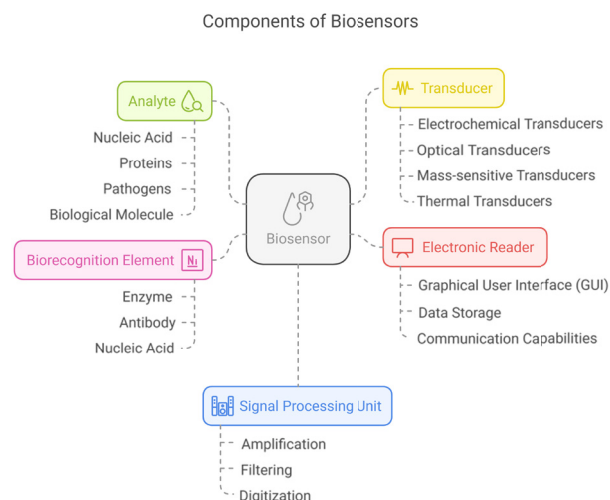 Components of Biosensors
Analyte
Nucleic Acid
Proteins
Pathogens
Biological Molecule
Biorecognition Element
Enzyme
Antibody
Nucleic Acid
Biosensor
Transducer
Electrochemical Transducers
Optical Transducers
Mass-sensitive Transducers
Thermal Transducers
Electronic Reader
Graphical User Interface (GUI)
Data Storage
Communication Capabilities
Signal Processing Unit
Amplification
Filtering
Digitization